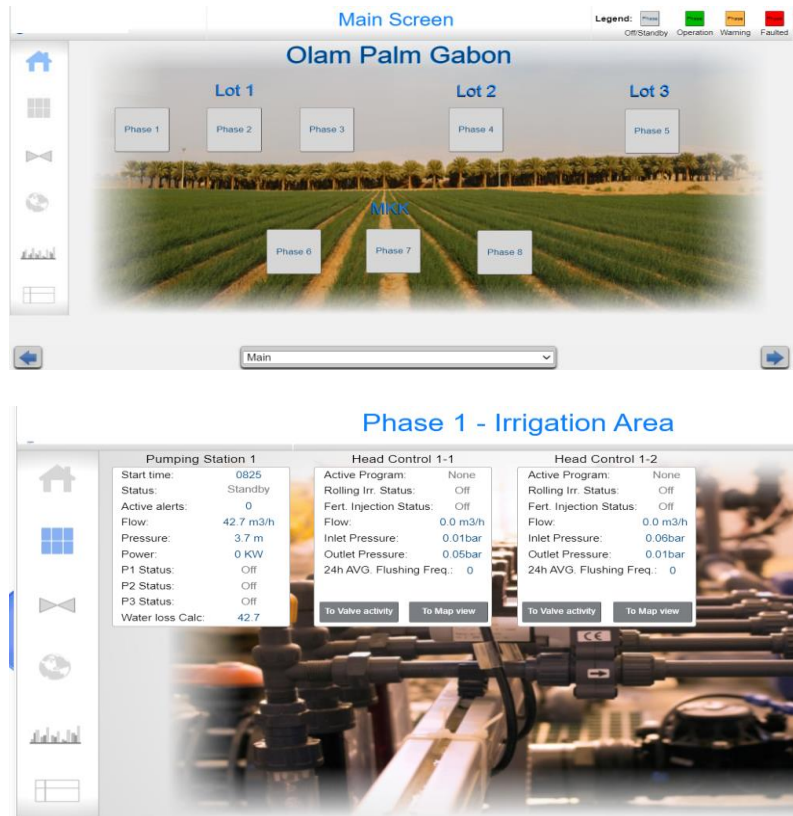 Main Screen
Legend: Phase Phase Phase Phase
Off/Standby Operation Warning Faulted
Olam Palm Gabon
Lot 1 Lot 2 Lot 3
Phase 1 Phase 2 Phase 3 Phase 4 Phase 5
MKK
Phase 6 Phase 7 Phase 8
Main
Phase 1 - Irrigation Area
Pumping Station 1
Start time: 0825
Status: Standby
Active alerts: 0
Flow: 42.7 m3/h
Pressure: 3.7 m
Power: 0 KW
P1 Status: Off
P2 Status: Off
P3 Status: Off
Water loss Calc: 42.7
Head Control 1-1
Active Program: None
Rolling Irr. Status: Off
Fert. Injection Status: Off
Flow: 0.0 m3/h
Inlet Pressure: 0.01bar
Outlet Pressure: 0.05bar
24h AVG. Flushing Freq.: 0
To Valve activity To Map view
Head Control 1-2
Active Program: None
Rolling Irr. Status: Off
Fert. Injection Status: Off
Flow: 0.0 m3/h
Inlet Pressure: 0.06bar
Outlet Pressure: 0.01bar
24h AVG. Flushing Freq.: 0
To Valve activity To Map view
CE